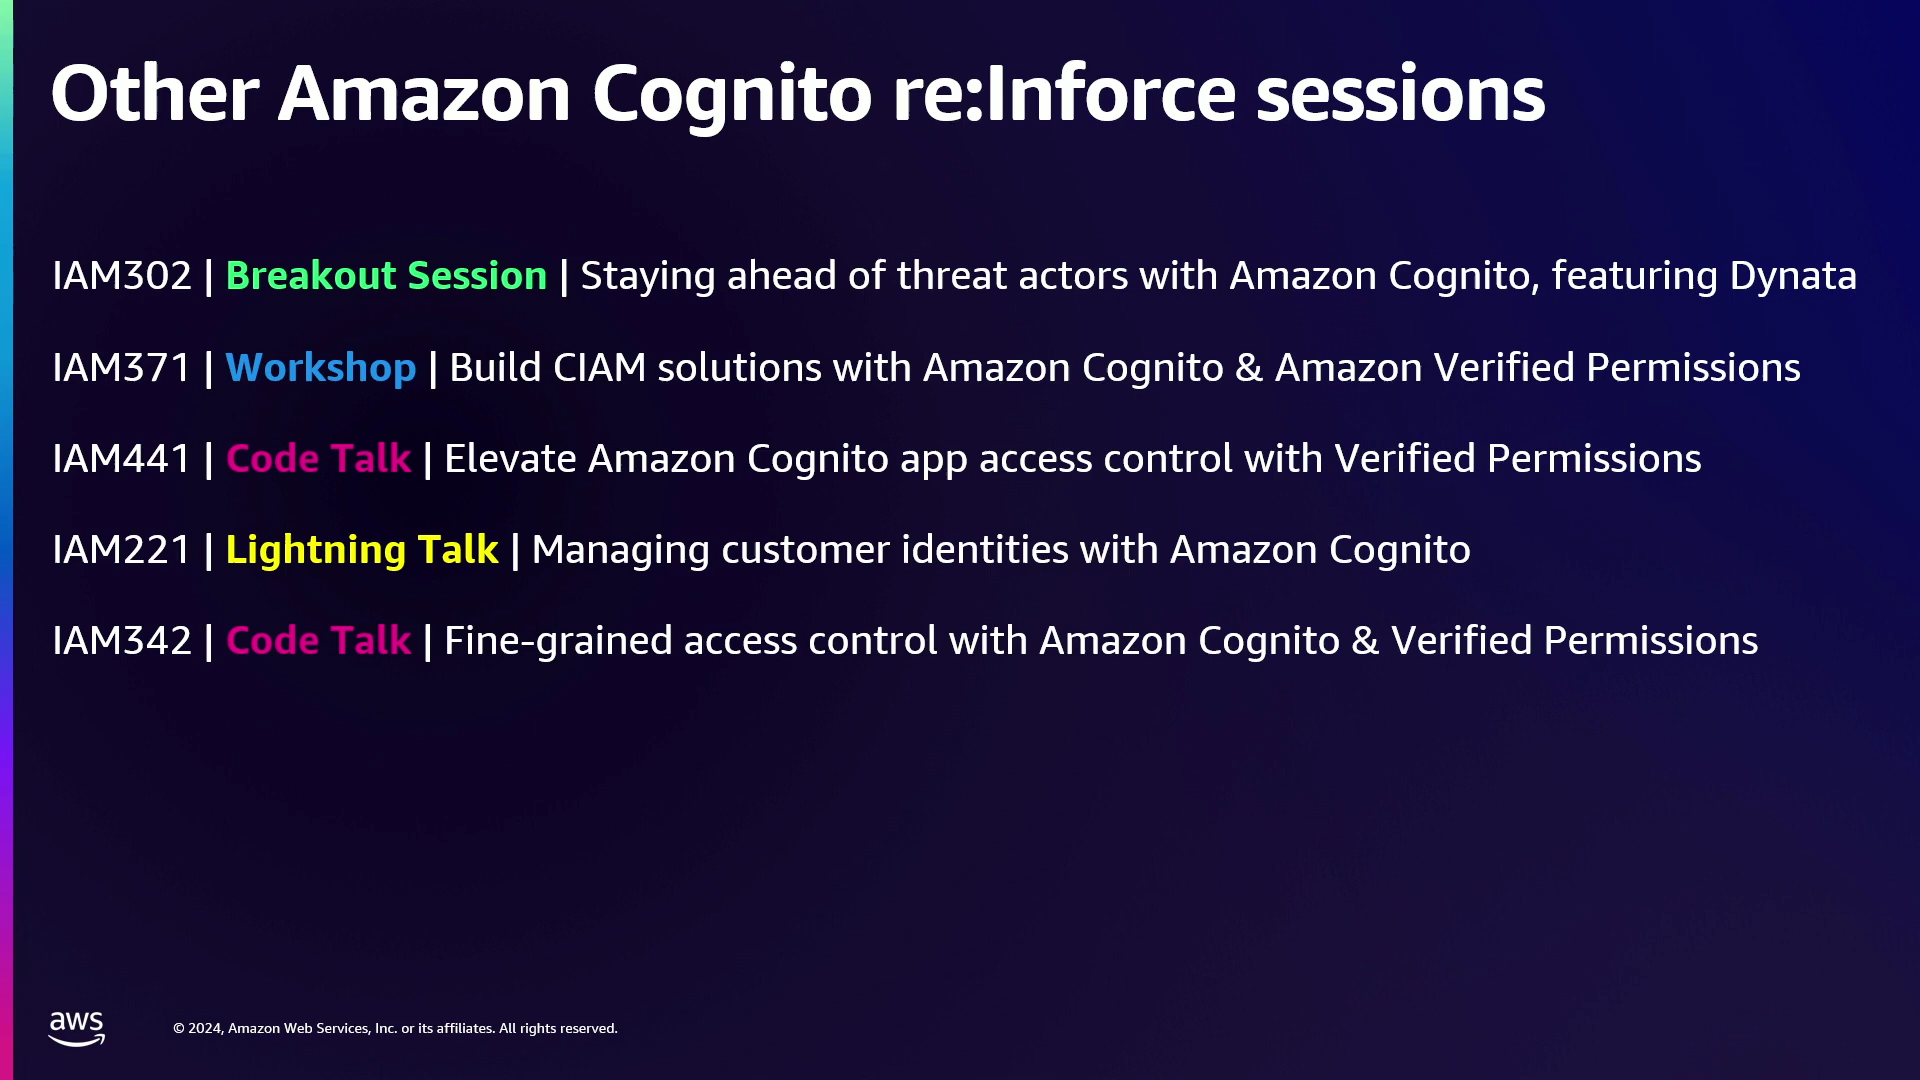 Other Amazon Cognito re:Inforce sessions
IAM302 | Breakout Session | Staying ahead of threat actors with Amazon Cognito, featuring Dynata
IAM371 | Workshop | Build CIAM solutions with Amazon Cognito & Amazon Verified Permissions
IAM441 | Code Talk | Elevate Amazon Cognito app access control with Verified Permissions
IAM221 | Lightning Talk | Managing customer identities with Amazon Cognito
IAM342 | Code Talk | Fine-grained access control with Amazon Cognito & Verified Permissions
aws
© 2024, Amazon Web Services, Inc. or its affiliates. All rights reserved.